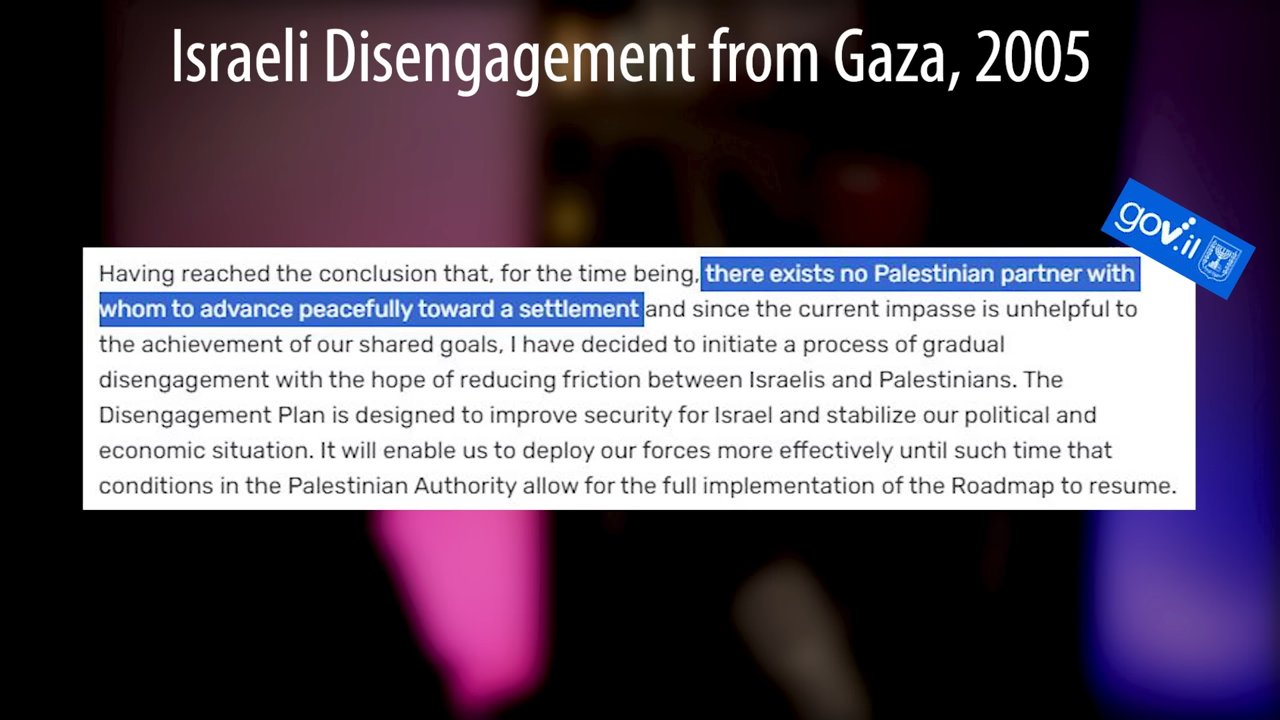 Israeli Disengagement from Gaza, 2005
gov.il
Having reached the conclusion that, for the time being, there exists no Palestinian partner with
whom to advance peacefully toward a settlement and since the current impasse is unhelpful to
the achievement of our shared goals, I have decided to initiate a process of gradual
disengagement with the hope of reducing friction between Israelis and Palestinians. The
Disengagement Plan is designed to improve security for Israel and stabilize our political and
economic situation. It will enable us to deploy our forces more effectively until such time that
conditions in the Palestinian Authority allow for the full implementation of the Roadmap to resume.